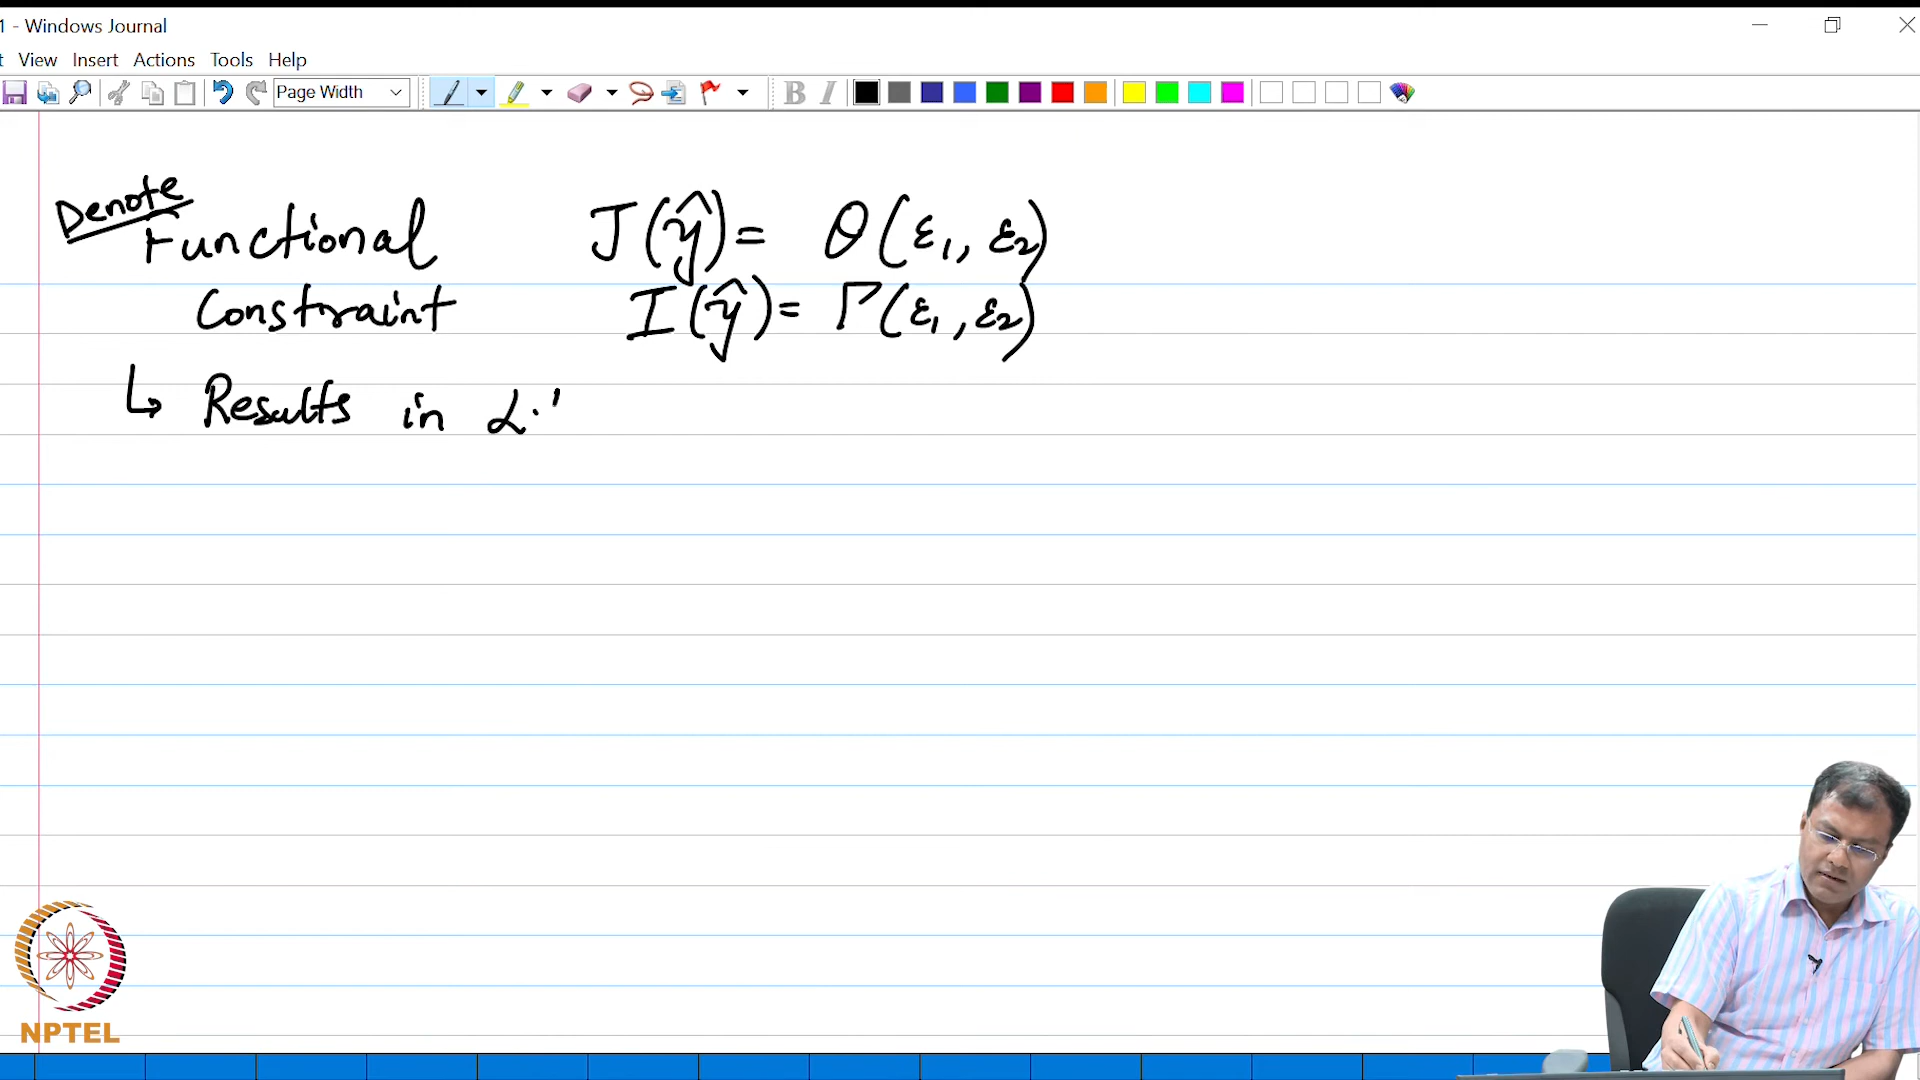 1 - Windows Journal
t View Insert Actions Tools Help
Page Width B I
Denote
Functional J(ŷ) = Θ(ε₁, ε₂)
Constraint I(ŷ) = Γ(ε₁, ε₂)
↳ Results in L.
NPTEL